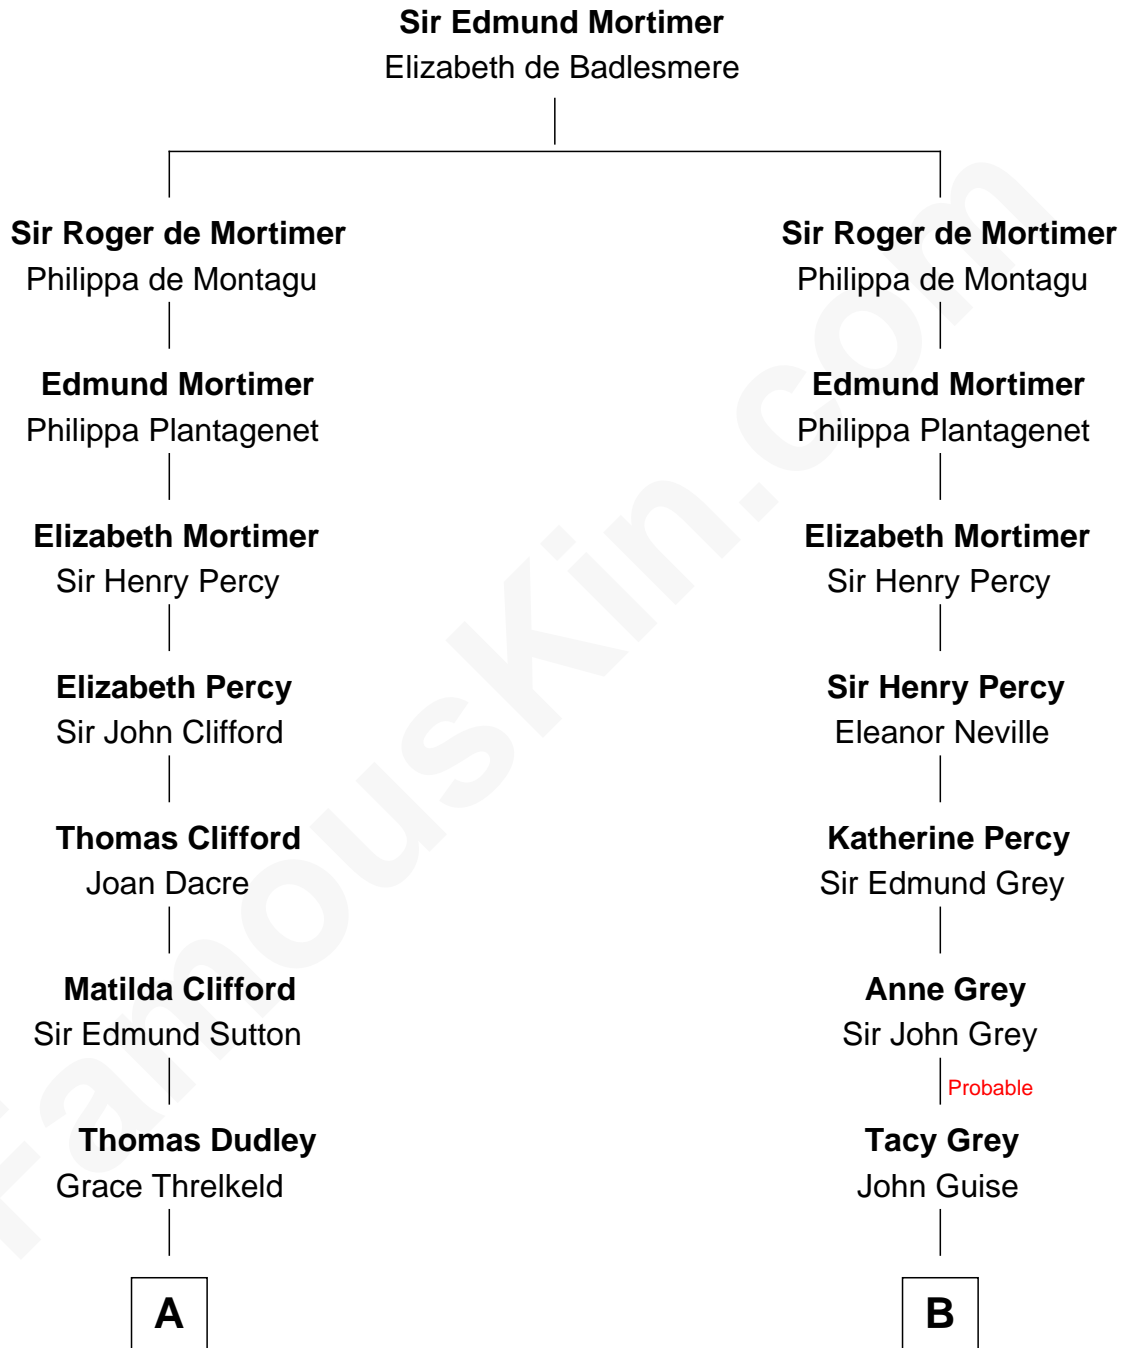 Sir Edmund Mortimer
Elizabeth de Badlesmere
Sir Roger de Mortimer
Philippa de Montagu
Sir Roger de Mortimer
Philippa de Montagu
Edmund Mortimer
Philippa Plantagenet
Edmund Mortimer
Philippa Plantagenet
Elizabeth Mortimer
Sir Henry Percy
Elizabeth Mortimer
Sir Henry Percy
Elizabeth Percy
Sir John Clifford
Sir Henry Percy
Eleanor Neville
Thomas Clifford
Joan Dacre
Katherine Percy
Sir Edmund Grey
Matilda Clifford
Sir Edmund Sutton
Anne Grey
Sir John Grey
Probable
Thomas Dudley
Grace Threlkeld
Tacy Grey
John Guise
A
B
FamousKin.com